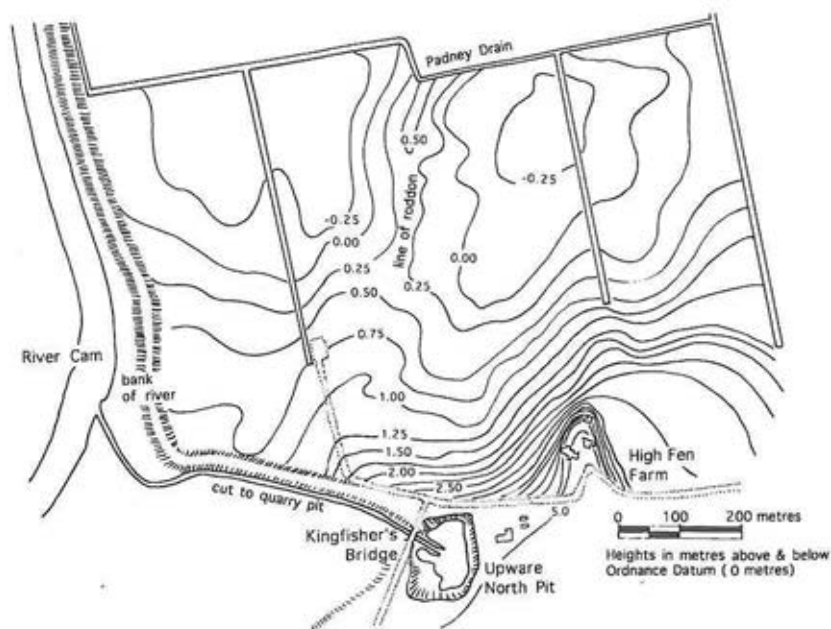 Padney Drain
0.50
-0.25
line of roddon
-0.25
0.00
0.00
0.25
0.25
0.50
River Cam
0.75
bank
of river
1.00
1.25
1.50
High Fen
Farm
2.00
2.50
cut to quarry pit
5.0
0 100 200 metres
Kingfisher's
Bridge
Heights in metres above & below
Ordnance Datum ( 0 metres)
Upware
North Pit